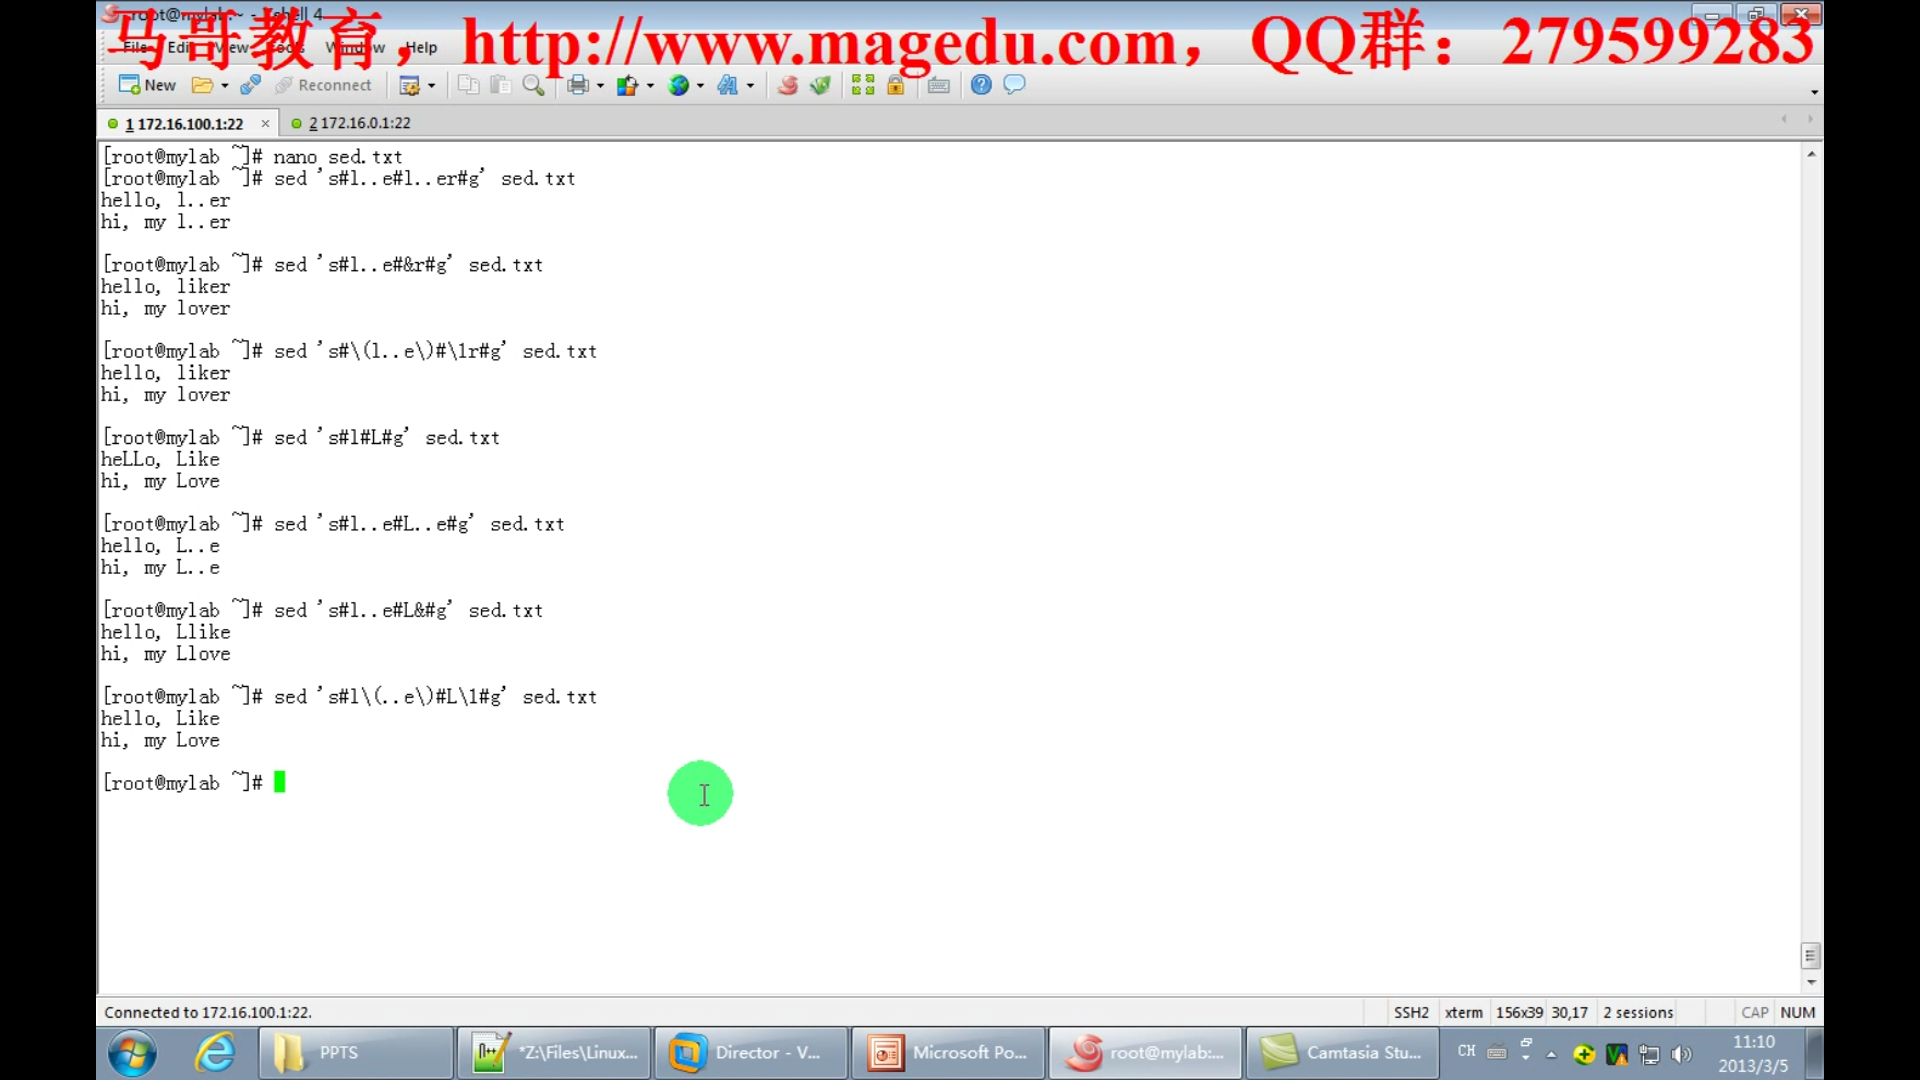 root@mylab:~ - Xshell 4
马哥教育，http://www.magedu.com，QQ群：279599283
File Edit View Tools Window Help
New Reconnect
1 172.16.100.1:22 × 2 172.16.0.1:22
[root@mylab ~]# nano sed.txt
[root@mylab ~]# sed 's#l..e#l..er#g' sed.txt
hello, l..er
hi, my l..er
[root@mylab ~]# sed 's#l..e#&r#g' sed.txt
hello, liker
hi, my lover
[root@mylab ~]# sed 's#\(l..e\)#\1r#g' sed.txt
hello, liker
hi, my lover
[root@mylab ~]# sed 's#l#L#g' sed.txt
heLLo, Like
hi, my Love
[root@mylab ~]# sed 's#l..e#L..e#g' sed.txt
hello, L..e
hi, my L..e
[root@mylab ~]# sed 's#l..e#L&#g' sed.txt
hello, Llike
hi, my Llove
[root@mylab ~]# sed 's#l\(..e\)#L\1#g' sed.txt
hello, Like
hi, my Love
[root@mylab ~]#
Connected to 172.16.100.1:22. SSH2 xterm 156x39 30,17 2 sessions CAP NUM
PPTS *Z:\Files\Linux... Director - V... Microsoft Po... root@mylab:... Camtasia Stu... CH 11:10
2013/3/5